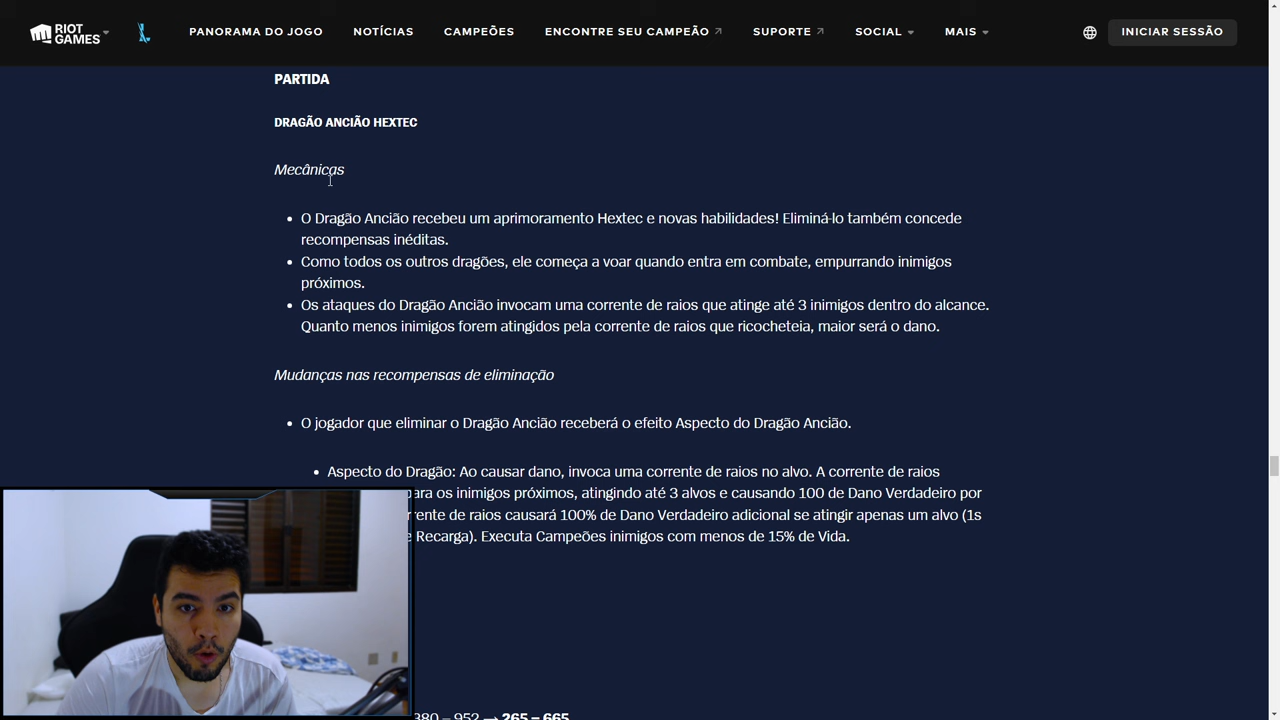 RIOT GAMES PANORAMA DO JOGO NOTÍCIAS CAMPEÕES ENCONTRE SEU CAMPEÃO SUPORTE SOCIAL MAIS INICIAR SESSÃO
PARTIDA
DRAGÃO ANCIÃO HEXTEC
Mecânicas
O Dragão Ancião recebeu um aprimoramento Hextec e novas habilidades! Eliminá-lo também concede
recompensas inéditas.
Como todos os outros dragões, ele começa a voar quando entra em combate, empurrando inimigos
próximos.
Os ataques do Dragão Ancião invocam uma corrente de raios que atinge até 3 inimigos dentro do alcance.
Quanto menos inimigos forem atingidos pela corrente de raios que ricocheteia, maior será o dano.
Mudanças nas recompensas de eliminação
O jogador que eliminar o Dragão Ancião receberá o efeito Aspecto do Dragão Ancião.
Aspecto do Dragão: Ao causar dano, invoca uma corrente de raios no alvo. A corrente de raios
para os inimigos próximos, atingindo até 3 alvos e causando 100 de Dano Verdadeiro por
rente de raios causará 100% de Dano Verdadeiro adicional se atingir apenas um alvo (1s
e Recarga). Executa Campeões inimigos com menos de 15% de Vida.
380 – 952 → 265 – 665